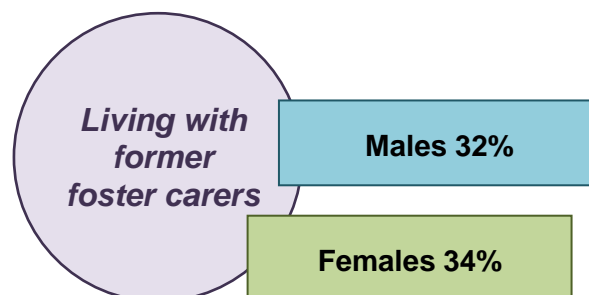 Living with
former
foster carers
Males 32%
Females 34%